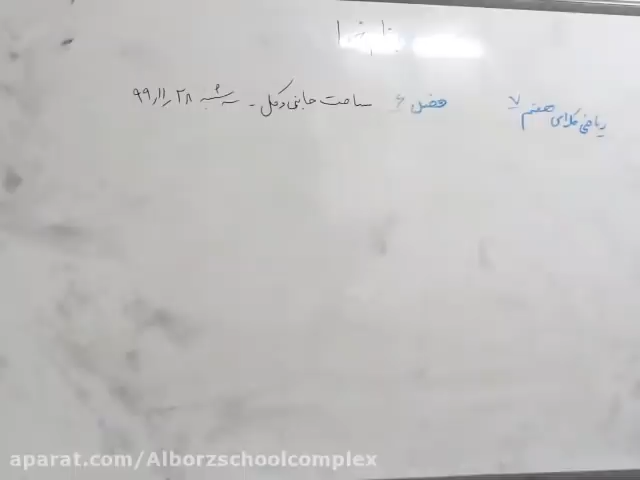 بنام خدا
ریاضی کلاس هفتم ۷ فصل ۶ مساحت جانبی و کل - سه شنبه ۲۸ /۱۱/ ۹۹
aparat.com/Alborzschoolcomplex